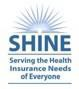 SHINE
Serving the Health
Insurance Needs
of Everyone